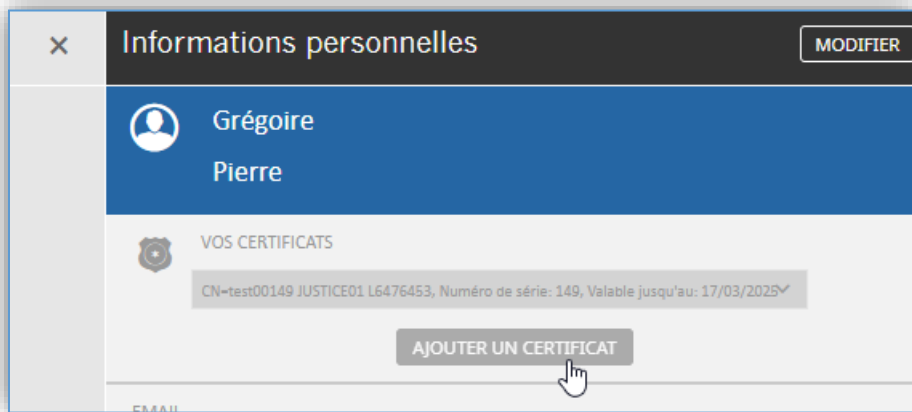 Informations personnelles
MODIFIER
Grégoire
Pierre
VOS CERTIFICATS
CN=test00149 JUSTICE01 L6476453, Numéro de série: 149, Valable jusqu'au: 17/03/2025
AJOUTER UN CERTIFICAT
EMAIL